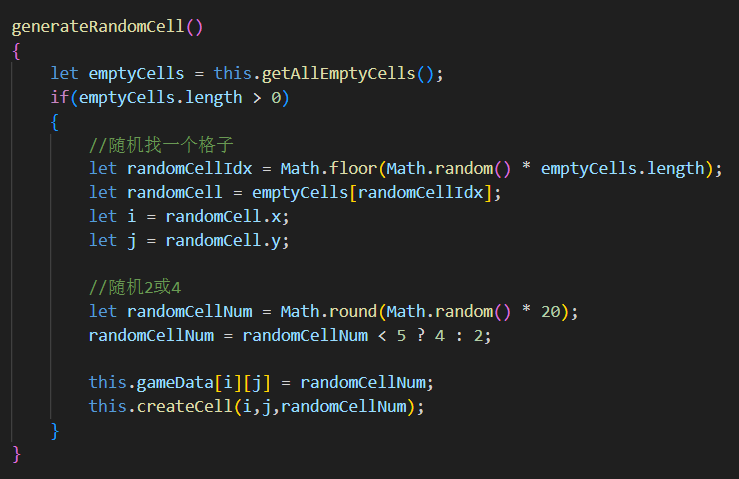 generateRandomCell()
{
    let emptyCells = this.getAllEmptyCells();
    if(emptyCells.length > 0)
    {
        //随机找一个格子
        let randomCellIdx = Math.floor(Math.random() * emptyCells.length);
        let randomCell = emptyCells[randomCellIdx];
        let i = randomCell.x;
        let j = randomCell.y;

        //随机2或4
        let randomCellNum = Math.round(Math.random() * 20);
        randomCellNum = randomCellNum < 5 ? 4 : 2;

        this.gameData[i][j] = randomCellNum;
        this.createCell(i,j,randomCellNum);
    }
}